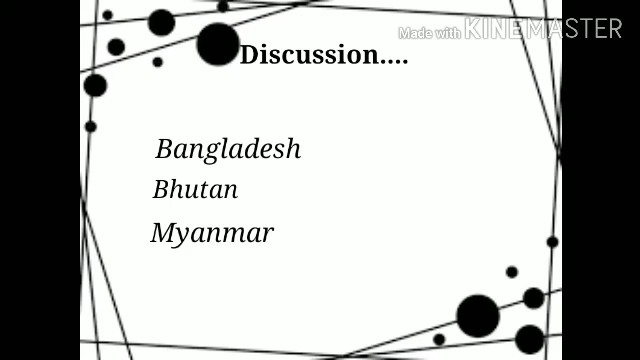 Made with KINEMASTER
Discussion....
Bangladesh
Bhutan
Myanmar